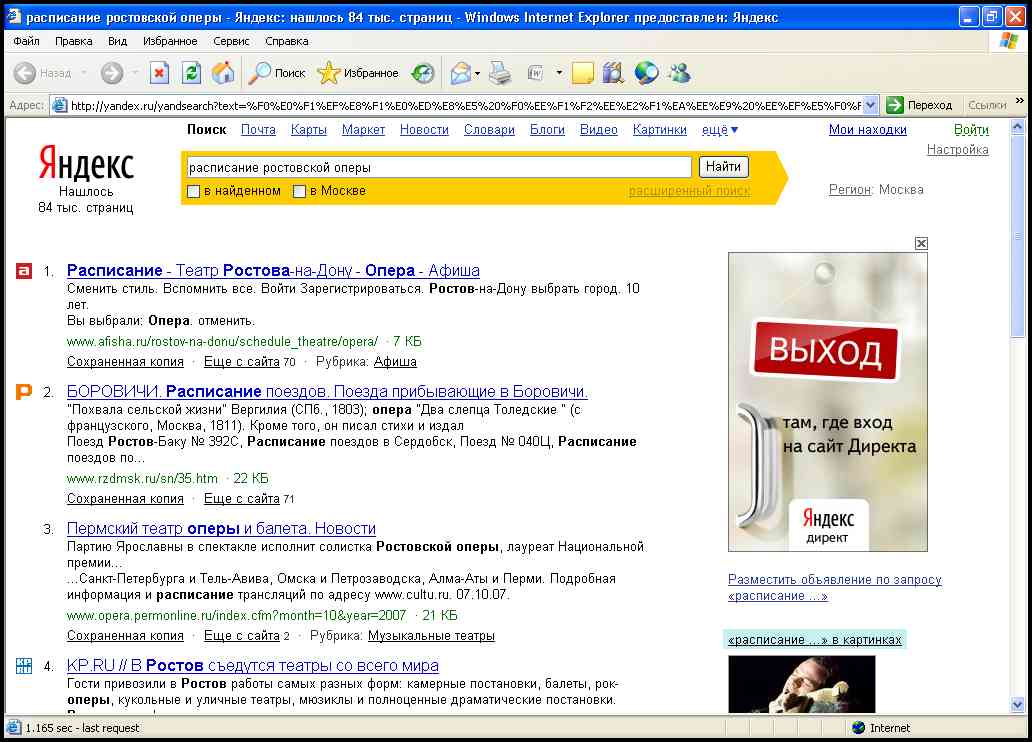 расписание ростовской оперы - Яндекс: нашлось 84 тыс. страниц - Windows Internet Explorer предоставлен: Яндекс
Файл Правка Вид Избранное Сервис Справка
Назад Поиск Избранное
Адрес: http://yandex.ru/yandsearch?text=%F0%E0%F1%EF%E8%F1%E0%ED%E8%E5%20%F0%EE%F1%F2%EE%E2%F1%EA%EE%E9%20%EE%EF%E5%F0%F Переход Ссылки »
Поиск Почта Карты Маркет Новости Словари Блоги Видео Картинки ещё ▼ Мои находки Войти
Настройка
Яндекс
Нашлось
84 тыс. страниц
расписание ростовской оперы Найти
в найденном в Москве расширенный поиск
Регион: Москва
1. Расписание - Театр Ростова-на-Дону - Опера - Афиша
Сменить стиль. Вспомнить все. Войти Зарегистрироваться. Ростов-на-Дону выбрать город. 10
лет.
Вы выбрали: Опера. отменить.
www.afisha.ru/rostov-na-donu/schedule_theatre/opera/ · 7 КБ
Сохраненная копия · Еще с сайта 70 · Рубрика: Афиша
2. БОРОВИЧИ. Расписание поездов. Поезда прибывающие в Боровичи.
"Похвала сельской жизни" Вергилия (СПб., 1803); опера "Два слепца Толедские " (с
французского, Москва, 1811). Кроме того, он писал стихи и издал
Поезд Ростов-Баку № 392С, Расписание поездов в Сердобск, Поезд № 040Ц, Расписание
поездов по...
www.rzdmsk.ru/sn/35.htm · 22 КБ
Сохраненная копия · Еще с сайта 71
3. Пермский театр оперы и балета. Новости
Партию Ярославны в спектакле исполнит солистка Ростовской оперы, лауреат Национальной
премии...
...Санкт-Петербурга и Тель-Авива, Омска и Петрозаводска, Алма-Аты и Перми. Подробная
информация и расписание трансляций по адресу www.cultu.ru. 07.10.07.
www.opera.permonline.ru/index.cfm?month=10&year=2007 · 21 КБ
Сохраненная копия · Еще с сайта 2 · Рубрика: Музыкальные театры
4. KP.RU // В Ростов съедутся театры со всего мира
Гости привозили в Ростов работы самых разных форм: камерные постановки, балеты, рок-
оперы, кукольные и уличные театры, мюзиклы и полноценные драматические постановки.
ВЫХОД
там, где вход
на сайт Директа
Яндекс
директ
Разместить объявление по запросу
«расписание ...»
«расписание ...» в картинках
1.165 sec - last request Internet